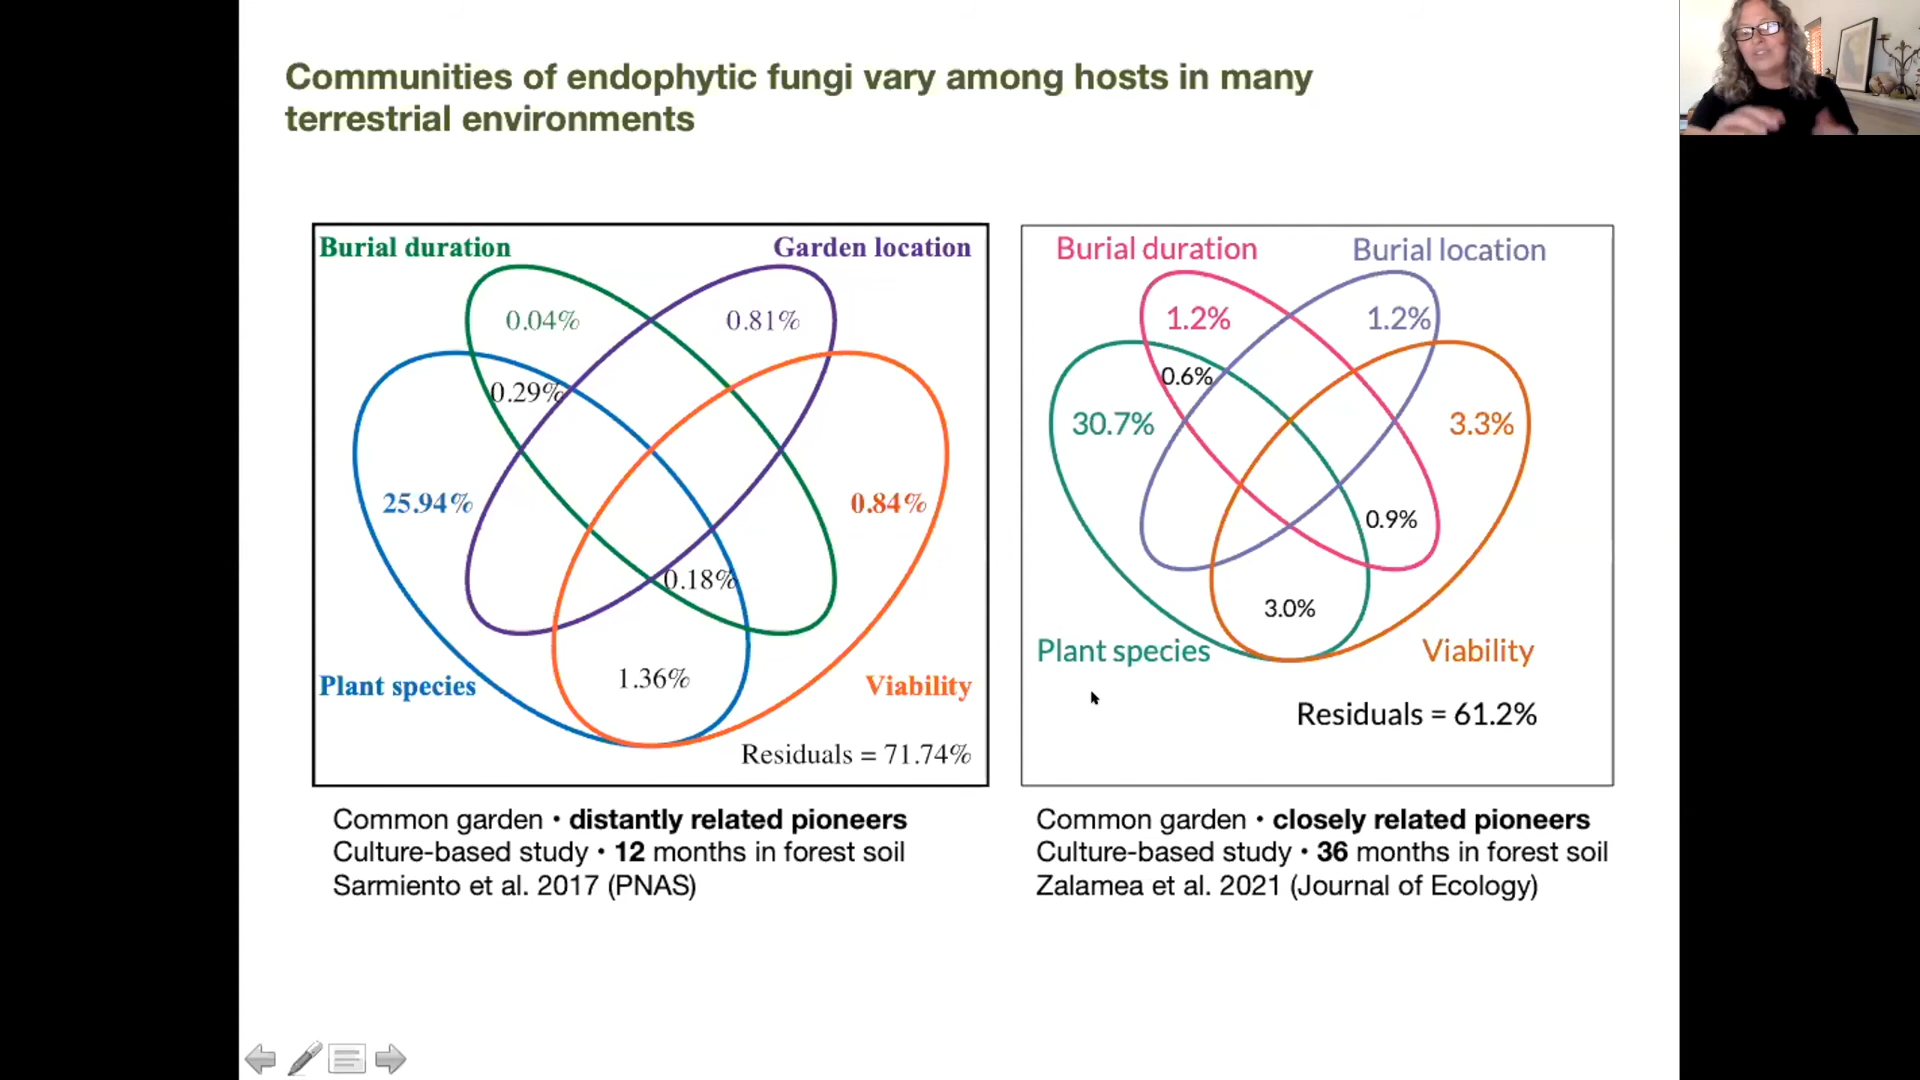 Communities of endophytic fungi vary among hosts in many
terrestrial environments
Burial duration
Garden location
0.04%
0.81%
0.29%
25.94%
0.84%
0.18%
1.36%
Plant species
Viability
Residuals = 71.74%
Common garden • distantly related pioneers
Culture-based study • 12 months in forest soil
Sarmiento et al. 2017 (PNAS)
Burial duration
Burial location
1.2%
1.2%
0.6%
30.7%
3.3%
0.9%
3.0%
Plant species
Viability
Residuals = 61.2%
Common garden • closely related pioneers
Culture-based study • 36 months in forest soil
Zalamea et al. 2021 (Journal of Ecology)